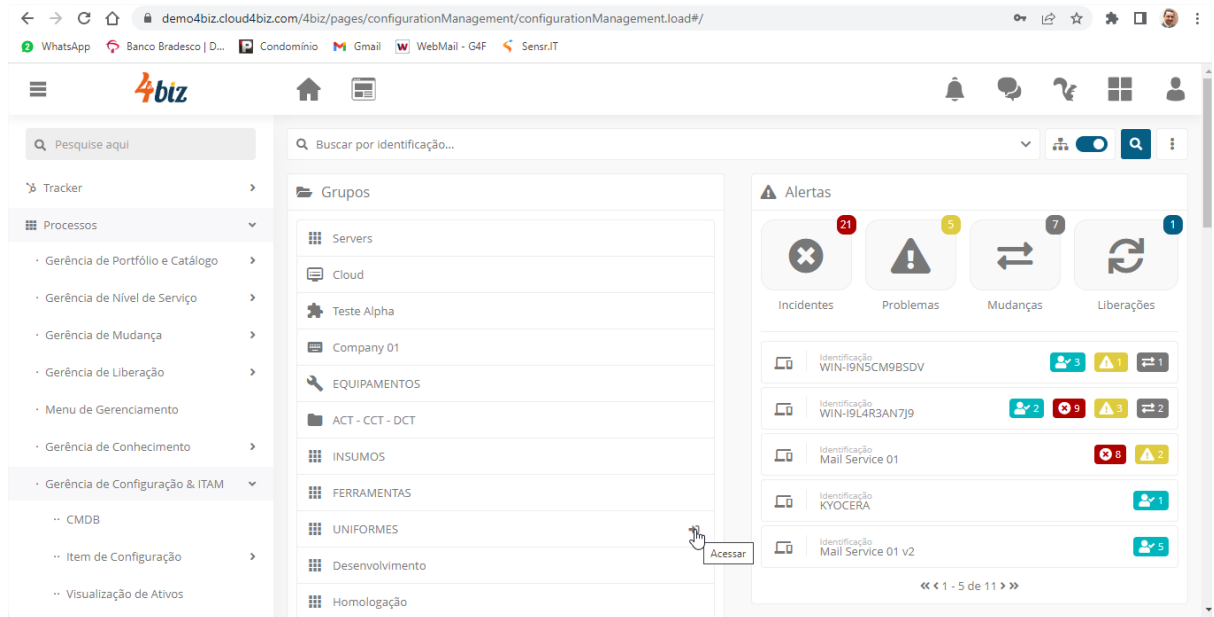 demo4biz.cloud4biz.com/4biz/pages/configurationManagement/configurationManagement.load#/
2 WhatsApp Banco Bradesco | D... Condomínio Gmail WebMail - G4F Sensr.IT
4biz
Pesquise aqui
Tracker
Processos
· Gerência de Portfólio e Catálogo
· Gerência de Nível de Serviço
· Gerência de Mudança
· Gerência de Liberação
· Menu de Gerenciamento
· Gerência de Conhecimento
· Gerência de Configuração & ITAM
·· CMDB
·· Item de Configuração
·· Visualização de Ativos
Buscar por identificação...
Grupos
Servers
Cloud
Teste Alpha
Company 01
EQUIPAMENTOS
ACT - CCT - DCT
INSUMOS
FERRAMENTAS
UNIFORMES
Acessar
Desenvolvimento
Homologação
Alertas
21 5 7 1
Incidentes Problemas Mudanças Liberações
Identificação
WIN-I9N5CM9BSDV 3 1 1
Identificação
WIN-I9L4R3AN7J9 2 9 3 2
Identificação
Mail Service 01 8 2
Identificação
KYOCERA 1
Identificação
Mail Service 01 v2 5
1 - 5 de 11